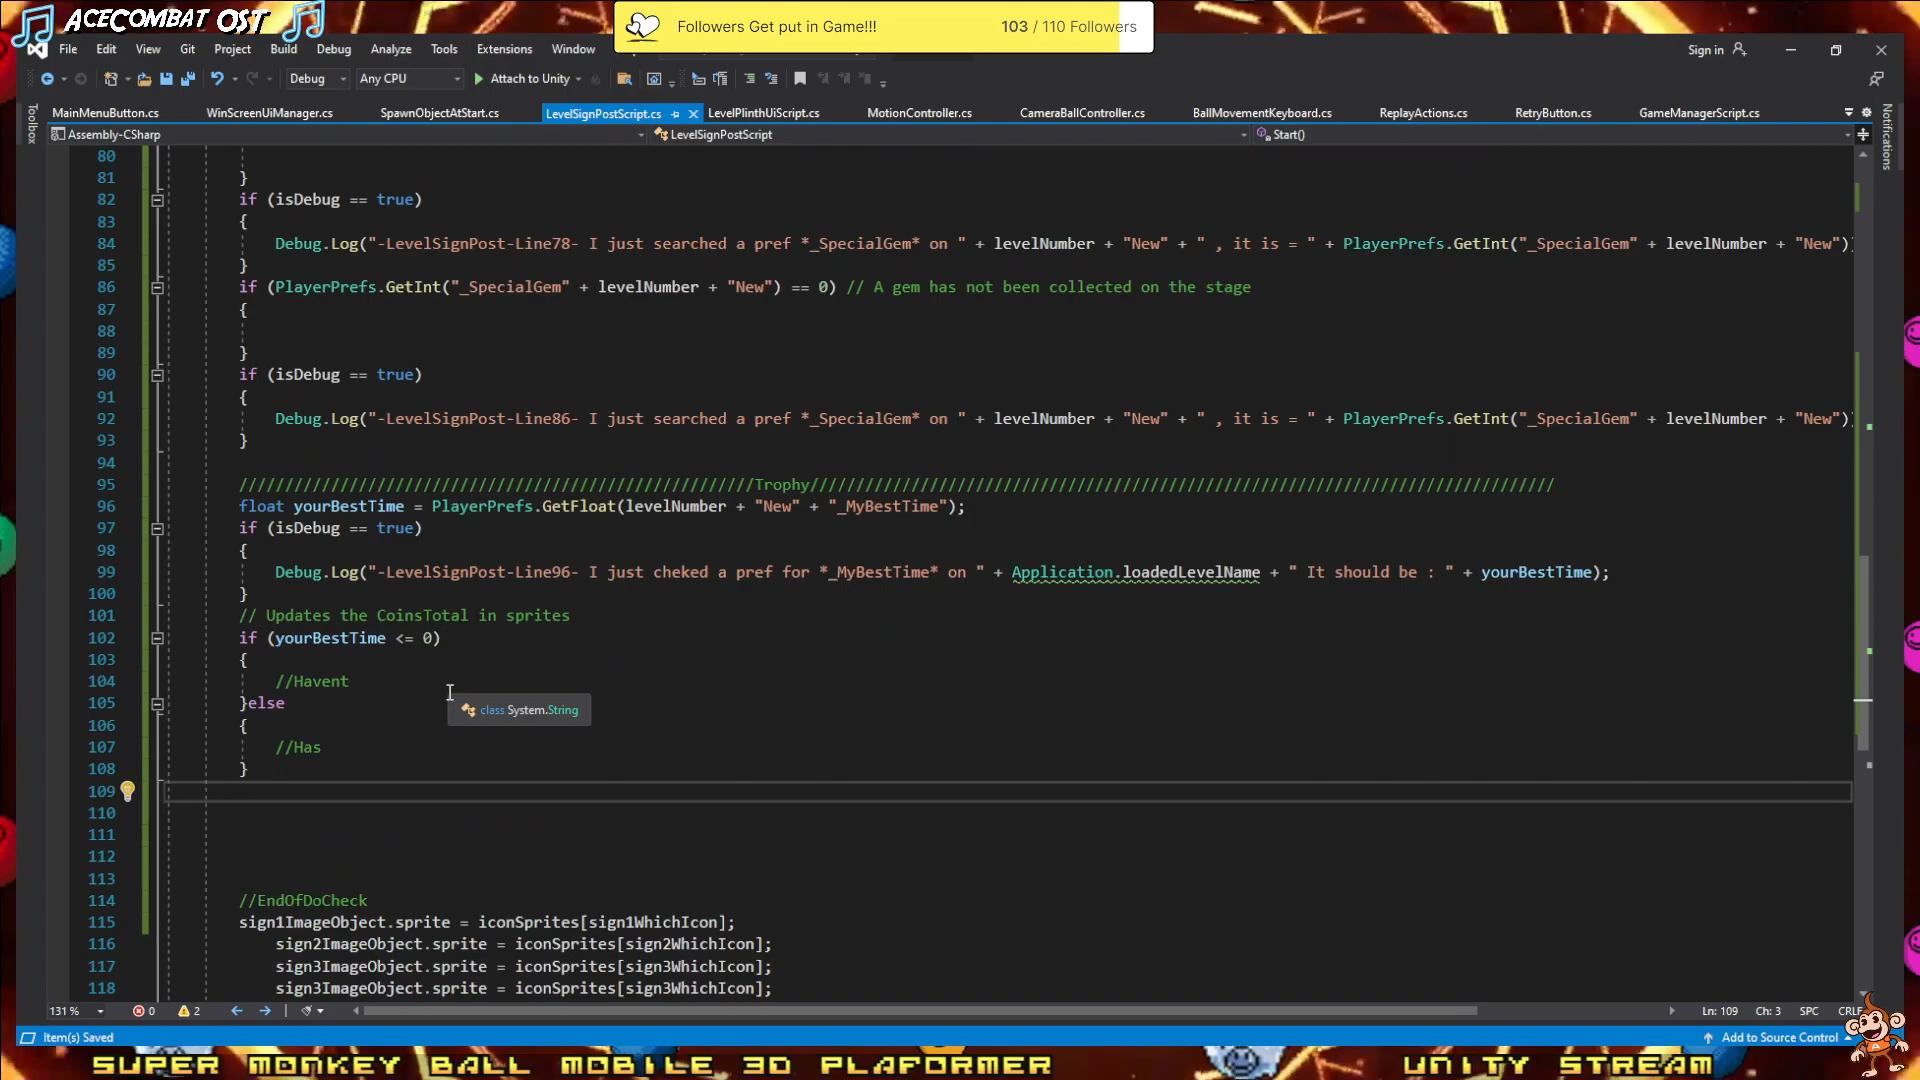 ACECOMBAT OST
Followers Get put in Game!!! 103 / 110 Followers
File Edit View Git Project Build Debug Analyze Tools Extensions Window
Sign in
Debug Any CPU Attach to Unity
MainMenuButton.cs WinScreenUiManager.cs SpawnObjectAtStart.cs LevelSignPostScript.cs LevelPlinthUiScript.cs MotionController.cs CameraBallController.cs BallMovementKeyboard.cs ReplayActions.cs RetryButton.cs GameManagerScript.cs
Toolbox
Notifications
Assembly-CSharp LevelSignPostScript Start()
80
81 }
82 if (isDebug == true)
83 {
84 Debug.Log("-LevelSignPost-Line78- I just searched a pref *_SpecialGem* on " + levelNumber + "New" + " , it is = " + PlayerPrefs.GetInt("_SpecialGem" + levelNumber + "New")
85 }
86 if (PlayerPrefs.GetInt("_SpecialGem" + levelNumber + "New") == 0) // A gem has not been collected on the stage
87 {
88
89 }
90 if (isDebug == true)
91 {
92 Debug.Log("-LevelSignPost-Line86- I just searched a pref *_SpecialGem* on " + levelNumber + "New" + " , it is = " + PlayerPrefs.GetInt("_SpecialGem" + levelNumber + "New")
93 }
94
95 ////////////////////////////////////////////////////////Trophy/////////////////////////////////////////////////////////////////////////////////
96 float yourBestTime = PlayerPrefs.GetFloat(levelNumber + "New" + "_MyBestTime");
97 if (isDebug == true)
98 {
99 Debug.Log("-LevelSignPost-Line96- I just cheked a pref for *_MyBestTime* on " + Application.loadedLevelName + " It should be : " + yourBestTime);
100 }
101 // Updates the CoinsTotal in sprites
102 if (yourBestTime <= 0)
103 {
104 //Havent
105 }else
class System.String
106 {
107 //Has
108 }
109
110
111
112
113
114 //EndOfDoCheck
115 sign1ImageObject.sprite = iconSprites[sign1WhichIcon];
116 sign2ImageObject.sprite = iconSprites[sign2WhichIcon];
117 sign3ImageObject.sprite = iconSprites[sign3WhichIcon];
118 sign3ImageObject.sprite = iconSprites[sign3WhichIcon];
131 % 0 2 Ln: 109 Ch: 3 SPC CRLF
Item(s) Saved Add to Source Control
SUPER MONKEY BALL MOBILE 3D PLAFORMER UNITY STREAM